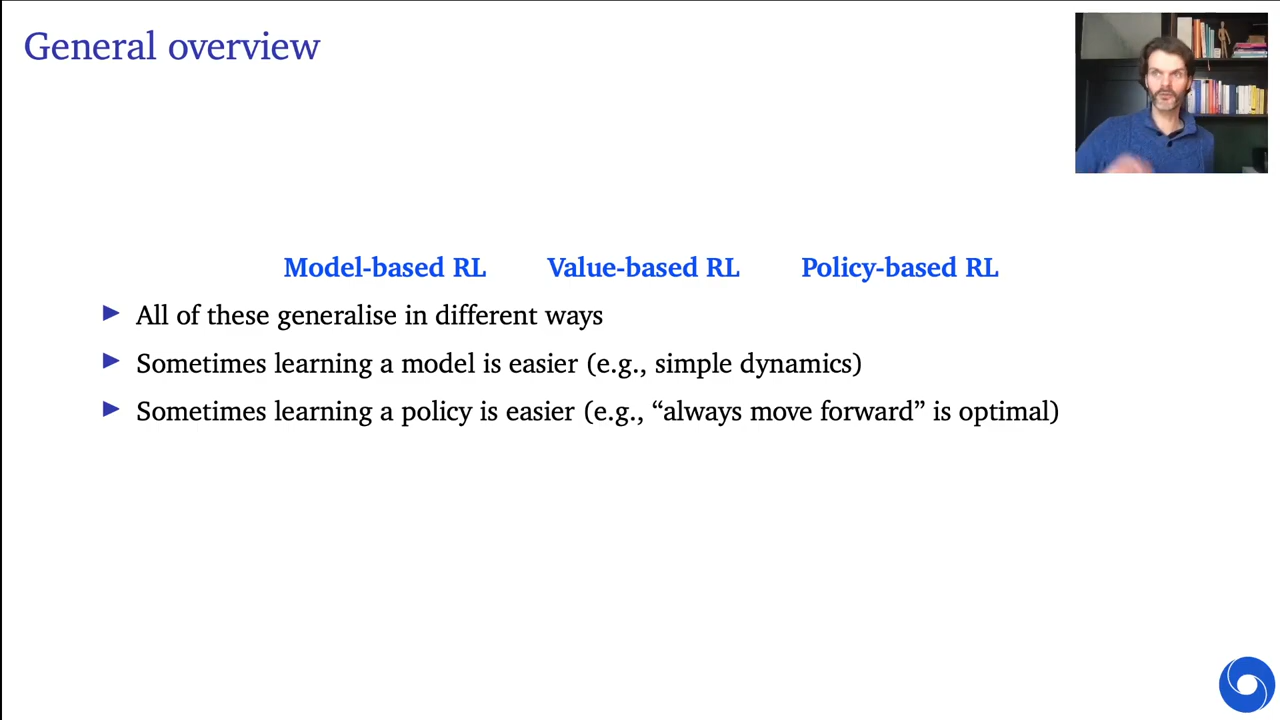 General overview
Model-based RL Value-based RL Policy-based RL
All of these generalise in different ways
Sometimes learning a model is easier (e.g., simple dynamics)
Sometimes learning a policy is easier (e.g., “always move forward” is optimal)